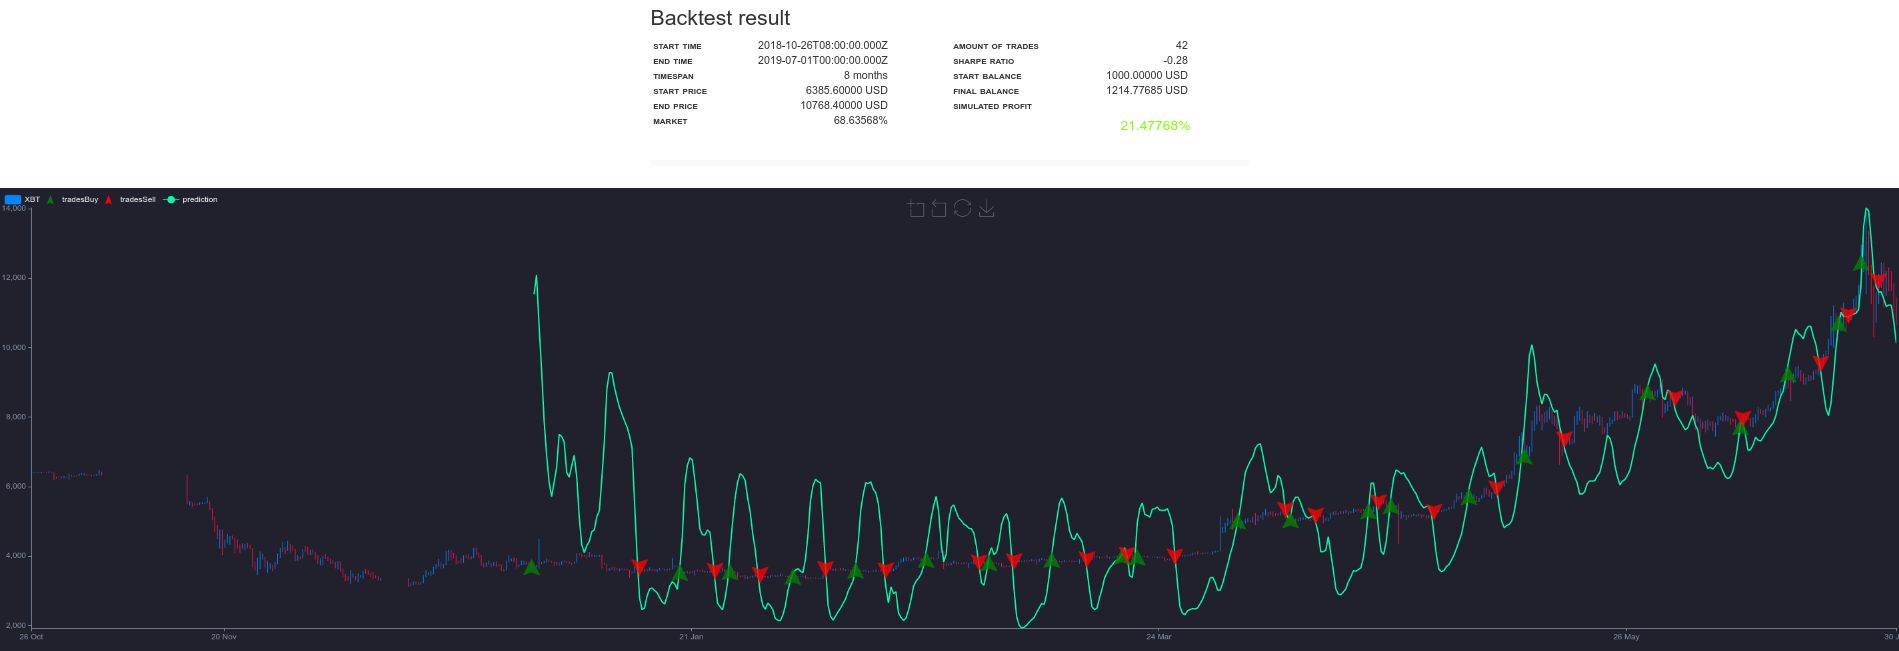 Backtest result
START TIME 2018-10-26T08:00:00.000Z
END TIME 2019-07-01T00:00:00.000Z
TIMESPAN 8 months
START PRICE 6385.60000 USD
END PRICE 10768.40000 USD
MARKET 68.63568%
AMOUNT OF TRADES 42
SHARPE RATIO -0.28
START BALANCE 1000.00000 USD
FINAL BALANCE 1214.77685 USD
SIMULATED PROFIT
21.47768%
XBT tradesBuy tradesSell prediction
14,000
12,000
10,000
8,000
6,000
4,000
2,000
26 Oct 20 Nov 21 Jan 24 Mar 26 May 30 J